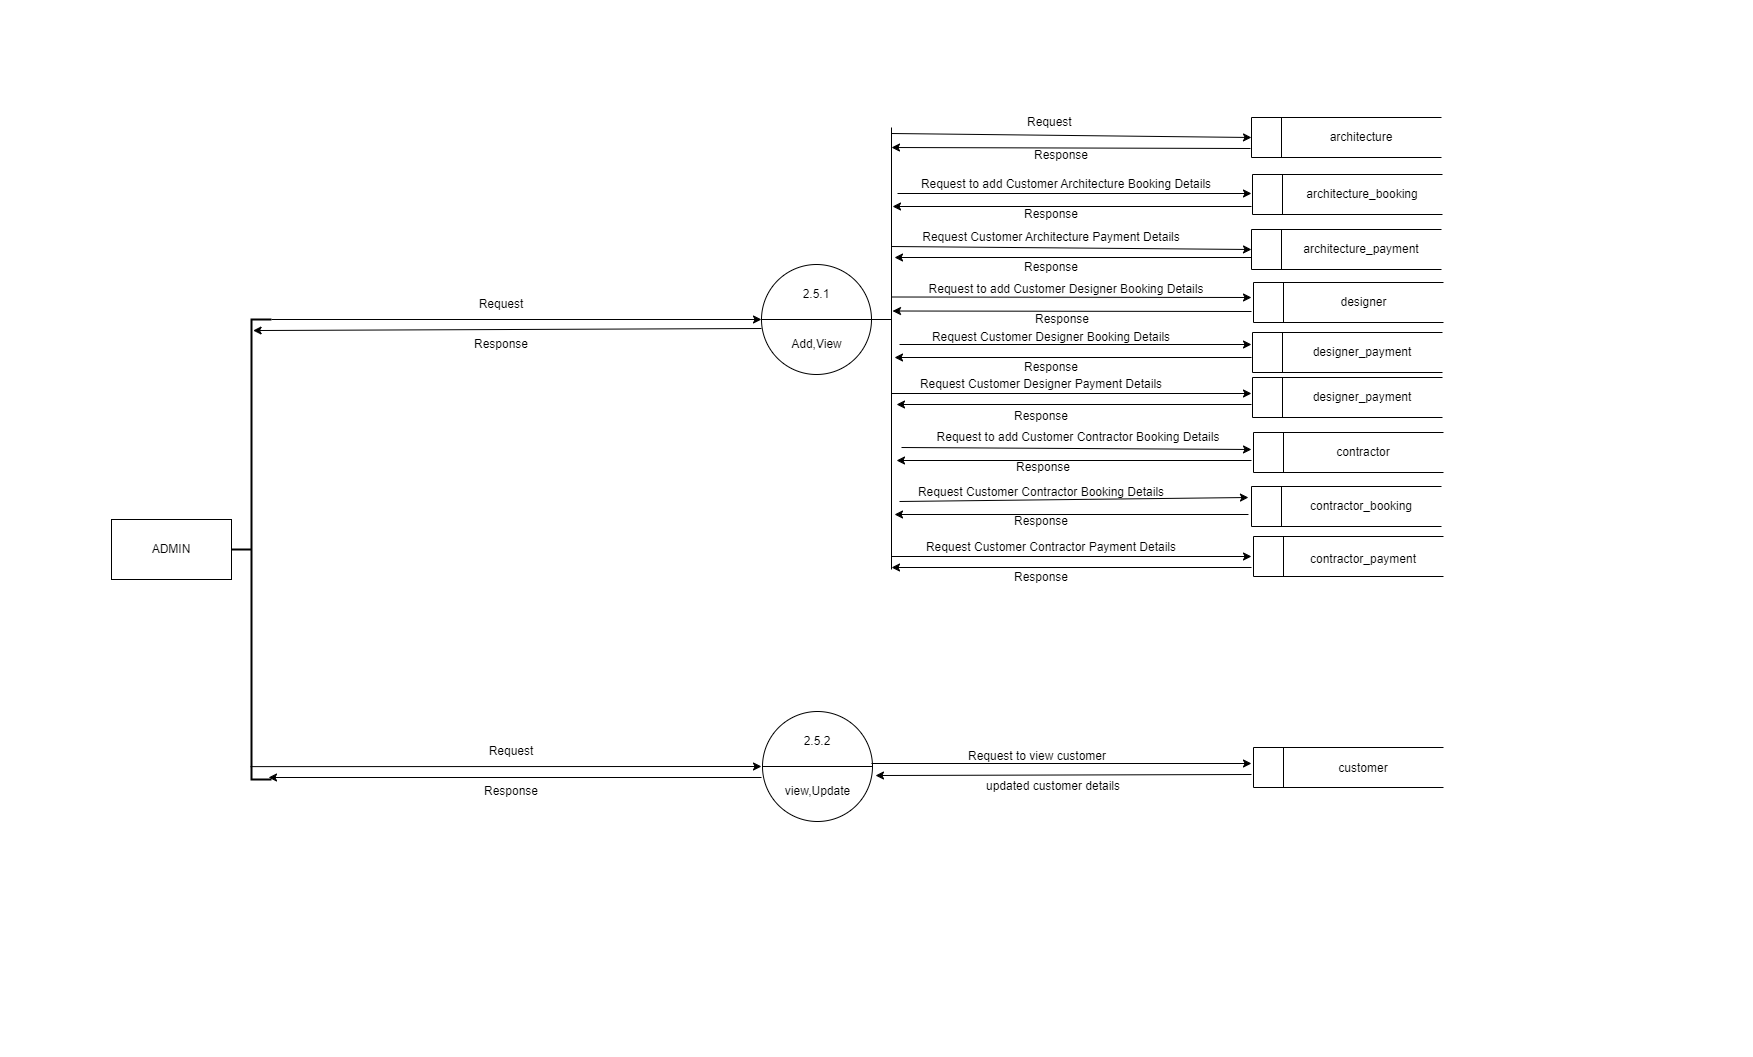 Request
architecture
Response
Request to add Customer Architecture Booking Details
architecture_booking
Response
Request Customer Architecture Payment Details
architecture_payment
Response
Request to add Customer Designer Booking Details
designer
Response
Request Customer Designer Booking Details
designer_payment
Response
Request Customer Designer Payment Details
designer_payment
Response
Request to add Customer Contractor Booking Details
contractor
Response
Request Customer Contractor Booking Details
contractor_booking
Response
Request Customer Contractor Payment Details
contractor_payment
Response
2.5.1
Add,View
Request
Response
ADMIN
Request
Response
2.5.2
view,Update
Request to view customer
updated customer details
customer